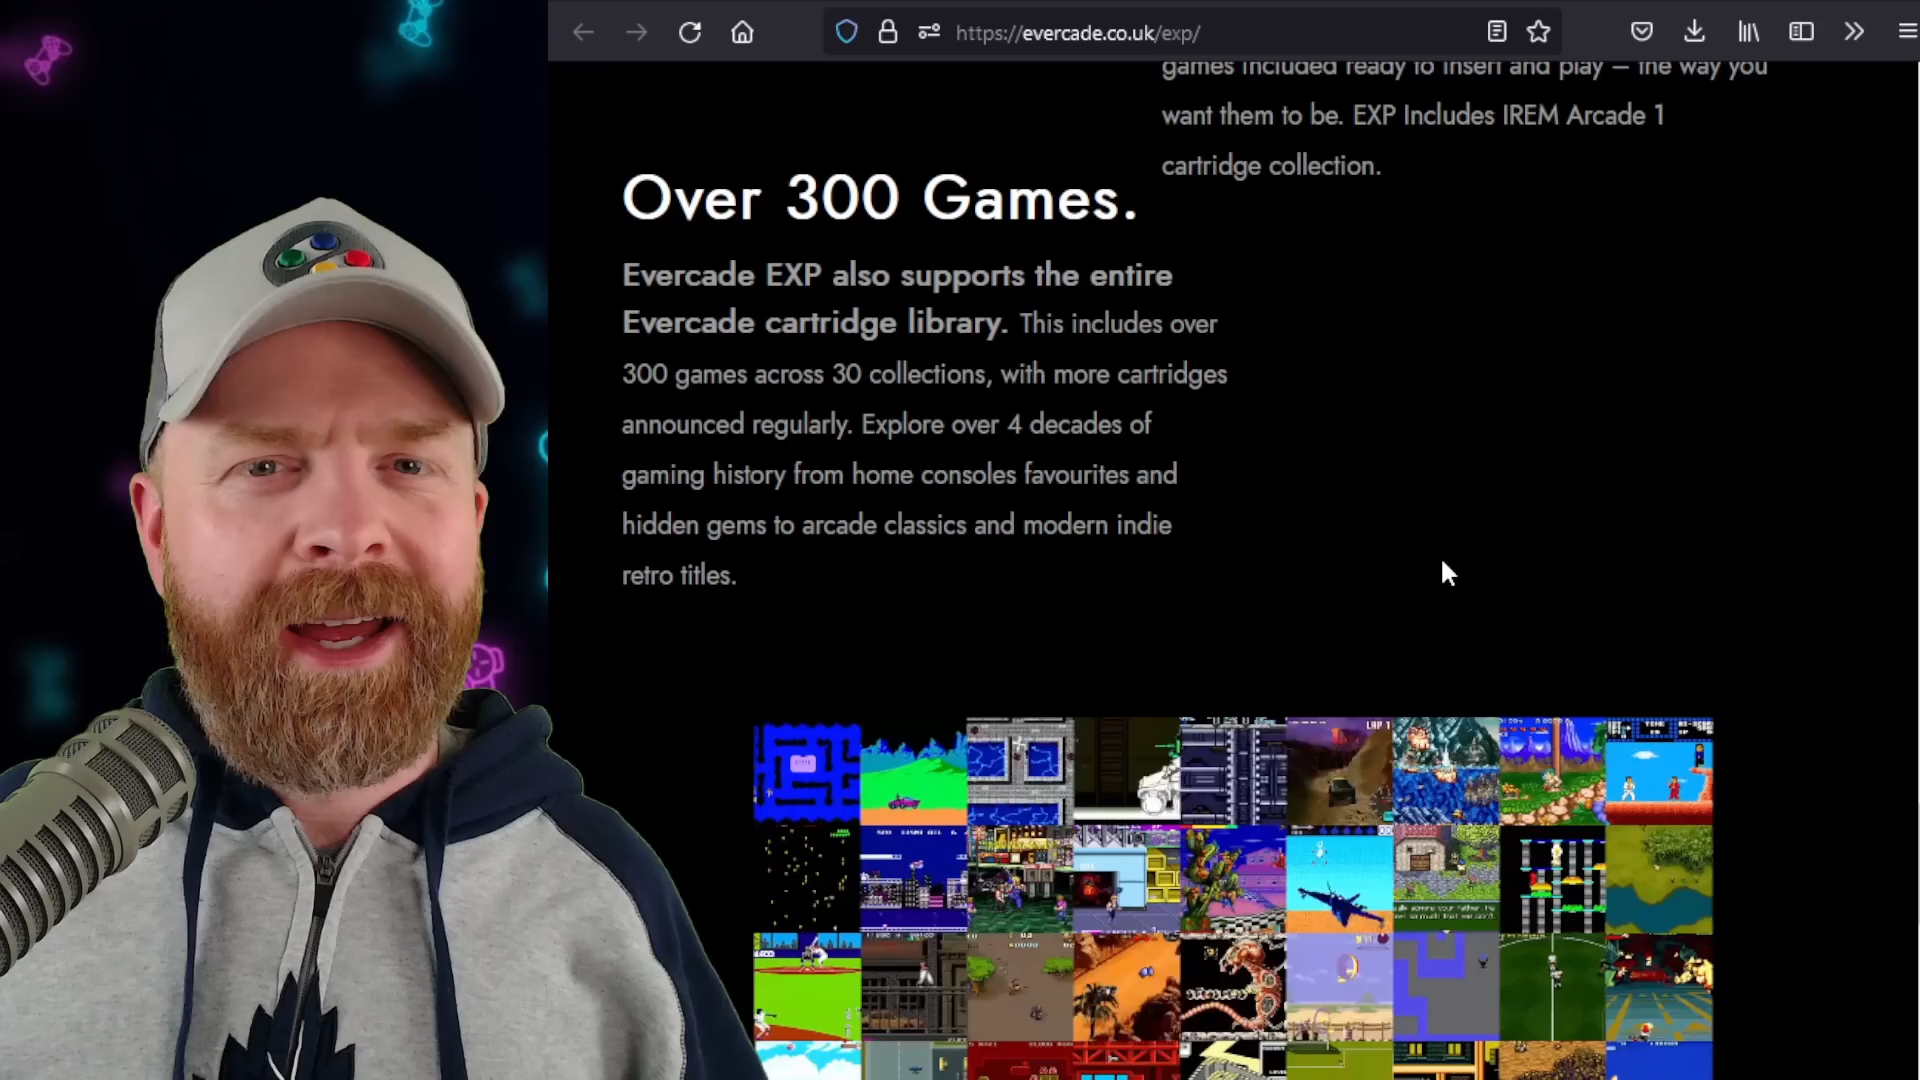 https://evercade.co.uk/exp/
games included ready to insert and play – the way you
want them to be. EXP Includes IREM Arcade 1
cartridge collection.
Over 300 Games.
Evercade EXP also supports the entire
Evercade cartridge library. This includes over
300 games across 30 collections, with more cartridges
announced regularly. Explore over 4 decades of
gaming history from home consoles favourites and
hidden gems to arcade classics and modern indie
retro titles.
LAP 1
TIME